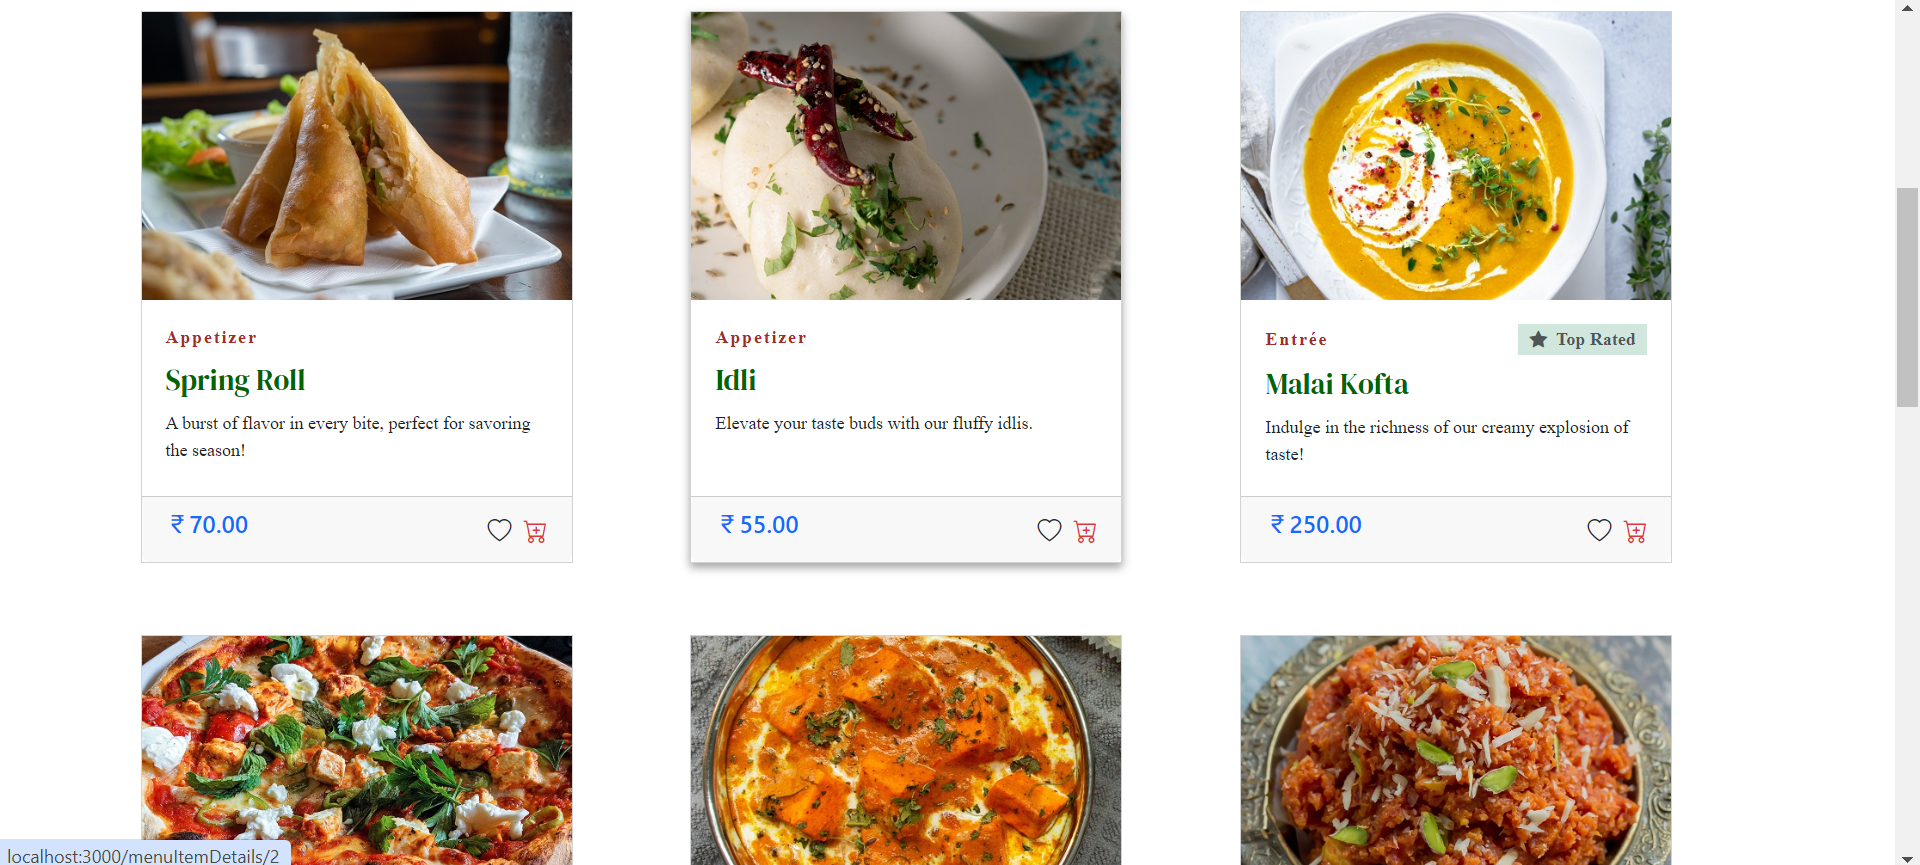 Appetizer
Spring Roll
A burst of flavor in every bite, perfect for savoring
the season!
₹ 70.00
Appetizer
Idli
Elevate your taste buds with our fluffy idlis.
₹ 55.00
Entrée
Top Rated
Malai Kofta
Indulge in the richness of our creamy explosion of
taste!
₹ 250.00
localhost:3000/menuItemDetails/2